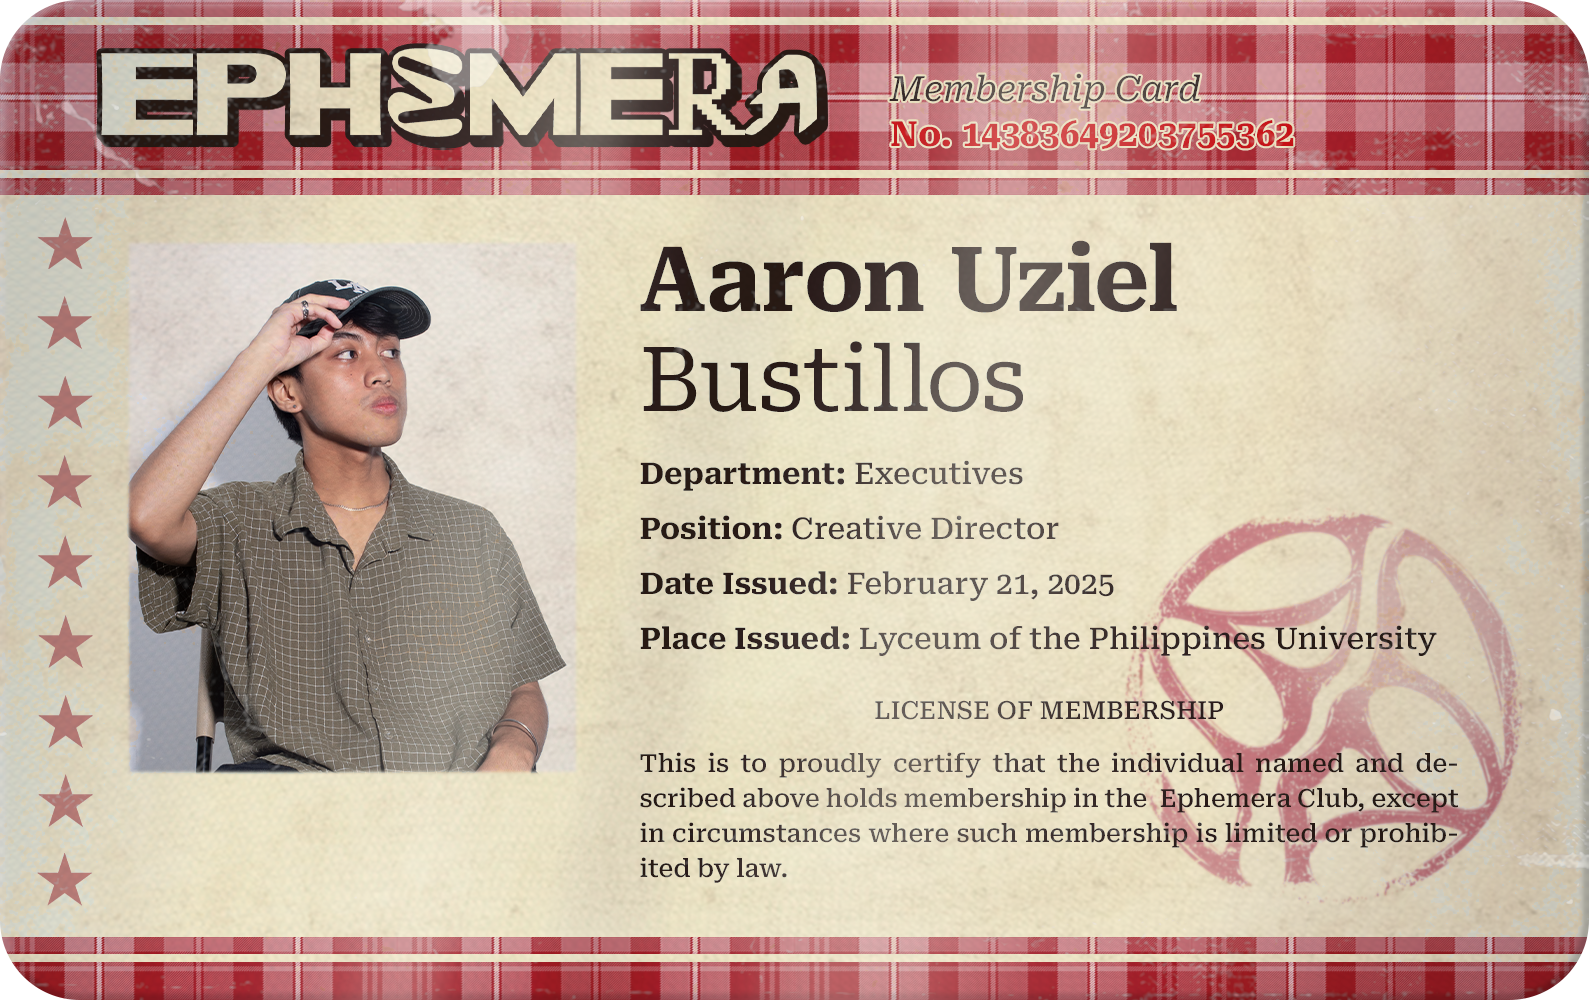 EPHEMERA
Membership Card
No. 14383649203755362
Aaron Uziel
Bustillos
Department: Executives
Position: Creative Director
Date Issued: February 21, 2025
Place Issued: Lyceum of the Philippines University
LICENSE OF MEMBERSHIP
This is to proudly certify that the individual named and de-
scribed above holds membership in the Ephemera Club, except
in circumstances where such membership is limited or prohib-
ited by law.